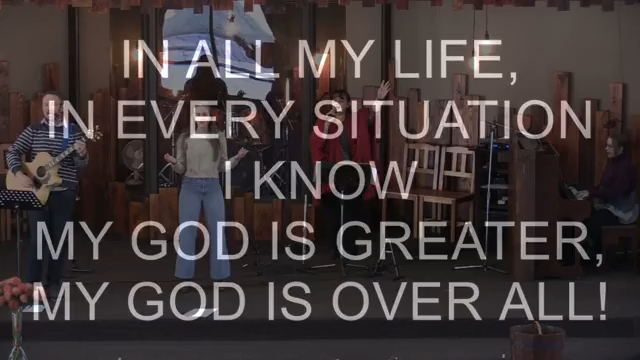 IN ALL MY LIFE,
IN EVERY SITUATION
I KNOW
MY GOD IS GREATER,
MY GOD IS OVER ALL!